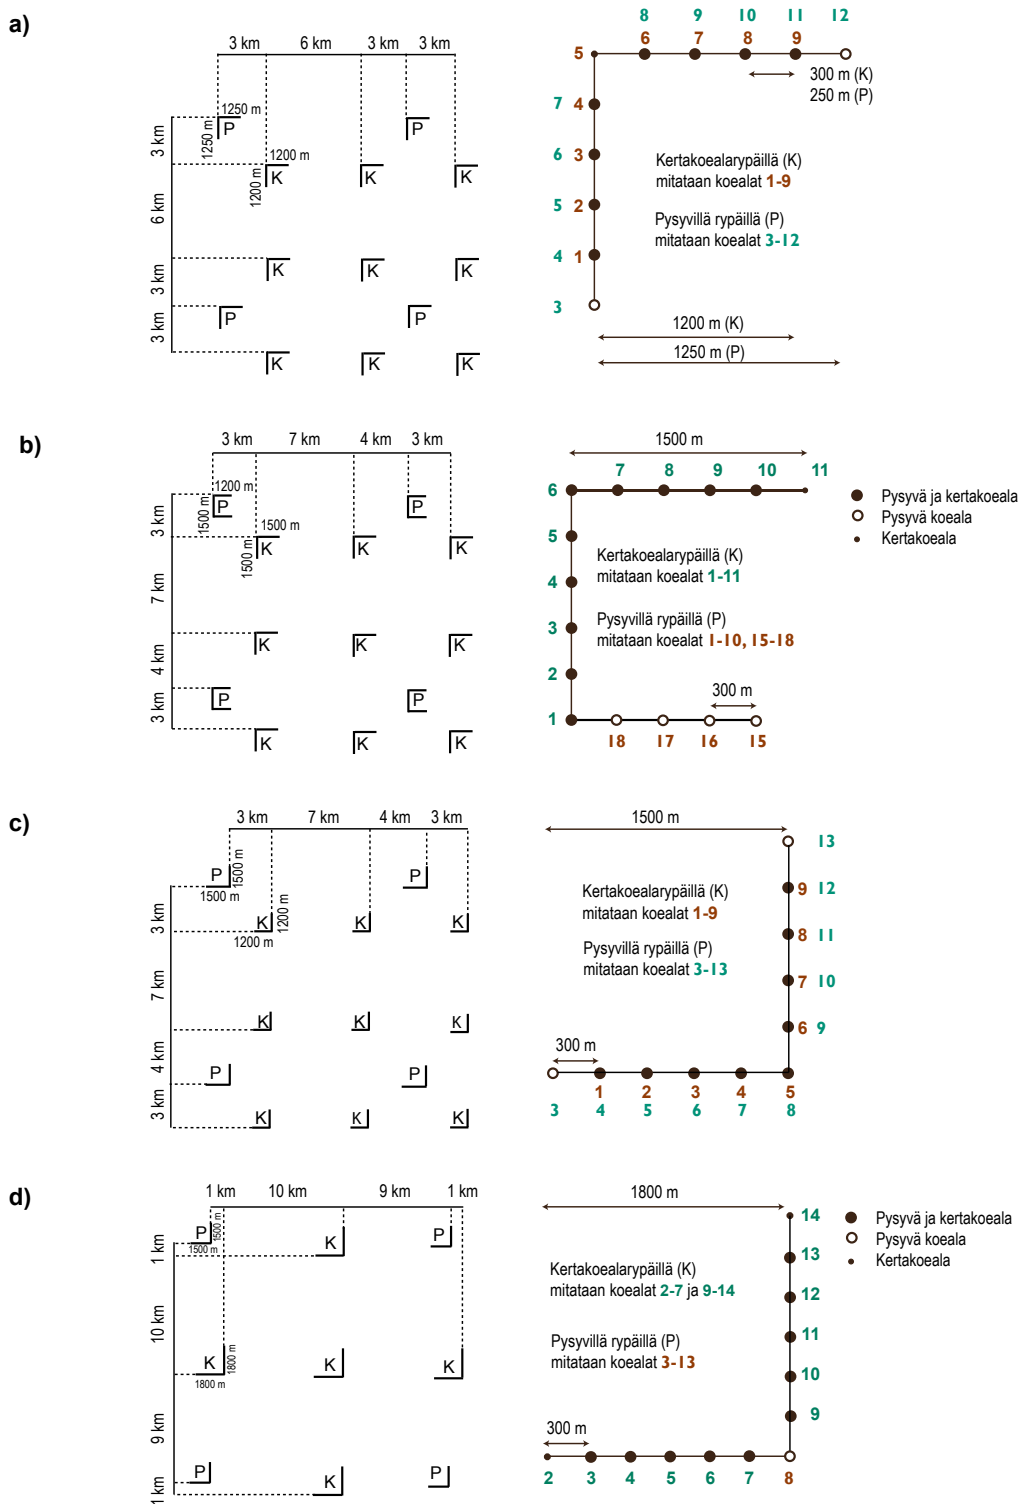 a)
3 km 6 km 3 km 3 km
1250 m
1250 m
P P
3 km
1200 m
1200 m
K K K
6 km
K K K
3 km
P P
3 km
K K K
8 9 10 11 12
5 6 7 8 9
300 m (K)
250 m (P)
7 4
6 3
5 2
4 1
3
Kertakoealarypäillä (K)
mitataan koealat 1-9
Pysyvillä rypäillä (P)
mitataan koealat 3-12
1200 m (K)
1250 m (P)
b)
3 km 7 km 4 km 3 km
1200 m
1500 m
P P
3 km
1500 m
1500 m
K K K
7 km
K K K
4 km
P P
3 km
K K K
1500 m
6 7 8 9 10 11
5
4
3
2
1
Kertakoealarypäillä (K)
mitataan koealat 1-11
Pysyvillä rypäillä (P)
mitataan koealat 1-10, 15-18
300 m
18 17 16 15
Pysyvä ja kertakoeala
Pysyvä koeala
Kertakoeala
c)
3 km 7 km 4 km 3 km
P P
1500 m
1500 m
3 km
K K K
1200 m
1200 m
7 km
K K K
4 km
P P
3 km
K K K
1500 m
13
9 12
8 11
7 10
6 9
Kertakoealarypäillä (K)
mitataan koealat 1-9
Pysyvillä rypäillä (P)
mitataan koealat 3-13
300 m
1 2 3 4 5
3 4 5 6 7 8
d)
1 km 10 km 9 km 1 km
P K P
1500 m
1500 m
1 km
10 km
K K K
1800 m
1800 m
9 km
P K P
1 km
1800 m
14
13
12
11
10
9
Kertakoealarypäillä (K)
mitataan koealat 2-7 ja 9-14
Pysyvillä rypäillä (P)
mitataan koealat 3-13
300 m
2 3 4 5 6 7 8
Pysyvä ja kertakoeala
Pysyvä koeala
Kertakoeala